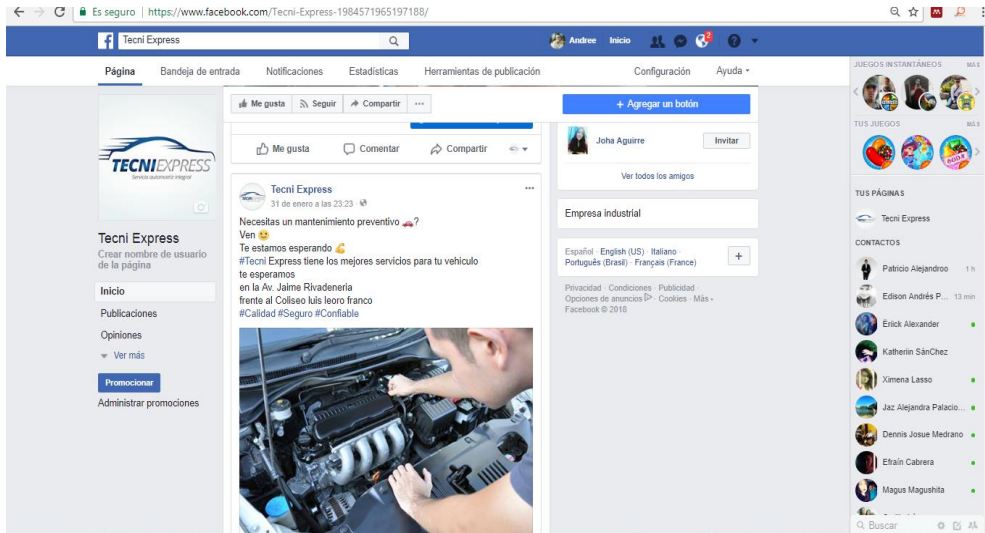 Es seguro | https://www.facebook.com/Tecni-Express-1984571965197188/
Tecni Express
Andree Inicio 2
Página Bandeja de entrada Notificaciones Estadísticas Herramientas de publicación Configuración Ayuda
TECNIEXPRESS
Servicio automotriz integral
Tecni Express
Crear nombre de usuario
de la página
Inicio
Publicaciones
Opiniones
Ver más
Promocionar
Administrar promociones
Me gusta Seguir Compartir ...
+ Agregar un botón
Me gusta Comentar Compartir
Tecni Express
31 de enero a las 23:23 ·
Necesitas un mantenimiento preventivo 🚗?
Ven
Te estamos esperando 💪
#Tecni Express tiene los mejores servicios para tu vehiculo
te esperamos
en la Av. Jaime Rivadeneria
frente al Coliseo luis leoro franco
#Calidad #Seguro #Confiable
Joha Aguirre Invitar
Ver todos los amigos
Empresa industrial
Español · English (US) · Italiano ·
Português (Brasil) · Français (France)
+
Privacidad · Condiciones · Publicidad ·
Opciones de anuncios · Cookies · Más
Facebook © 2018
JUEGOS INSTANTÁNEOS MÁS
TUS JUEGOS MÁS
TUS PÁGINAS
Tecni Express
CONTACTOS
Patricio Alejandroo 1 h
Edison Andrés P... 13 min
Êrlick Alexander
Katheriin SánChez
Ximena Lasso
Jaz Alejandra Palacio...
Dennis Josue Medrano
Efraín Cabrera
Magus Magushita
Buscar